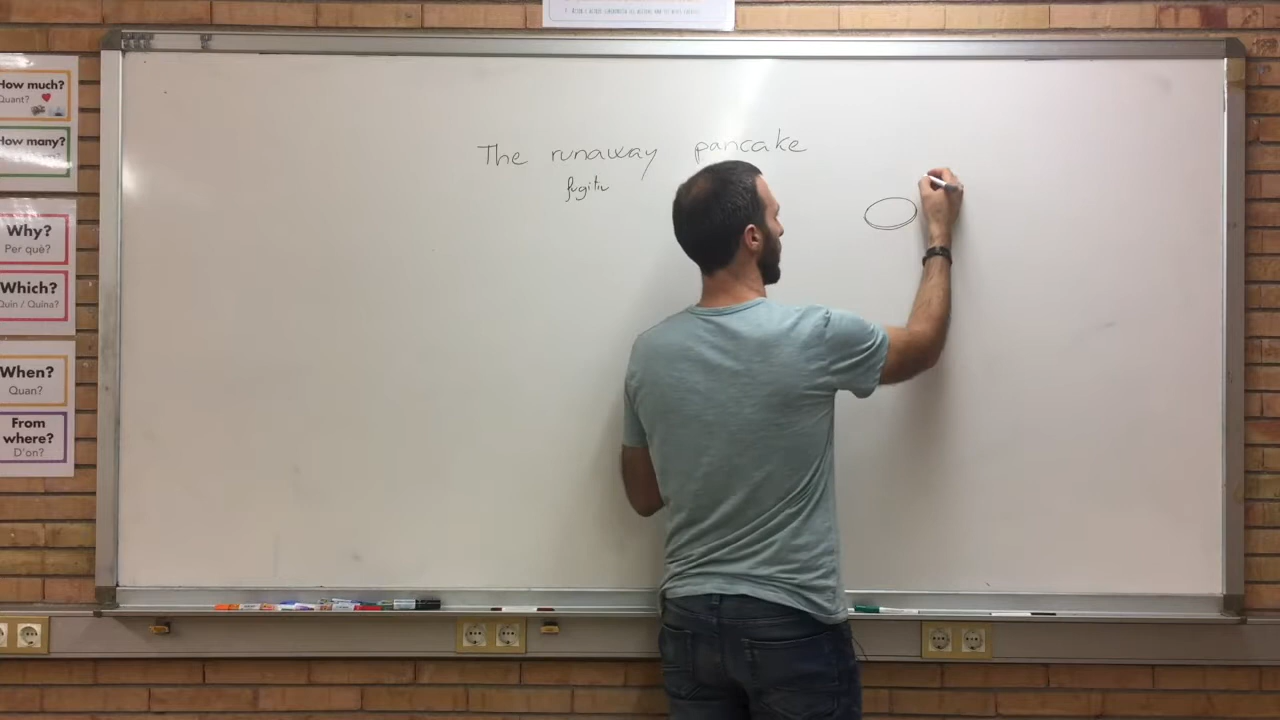 How much?
Quant?
How many?
Why?
Per què?
Which?
Quin / Quina?
When?
Quan?
From
where?
D'on?
The runaway pancake
fugitiu